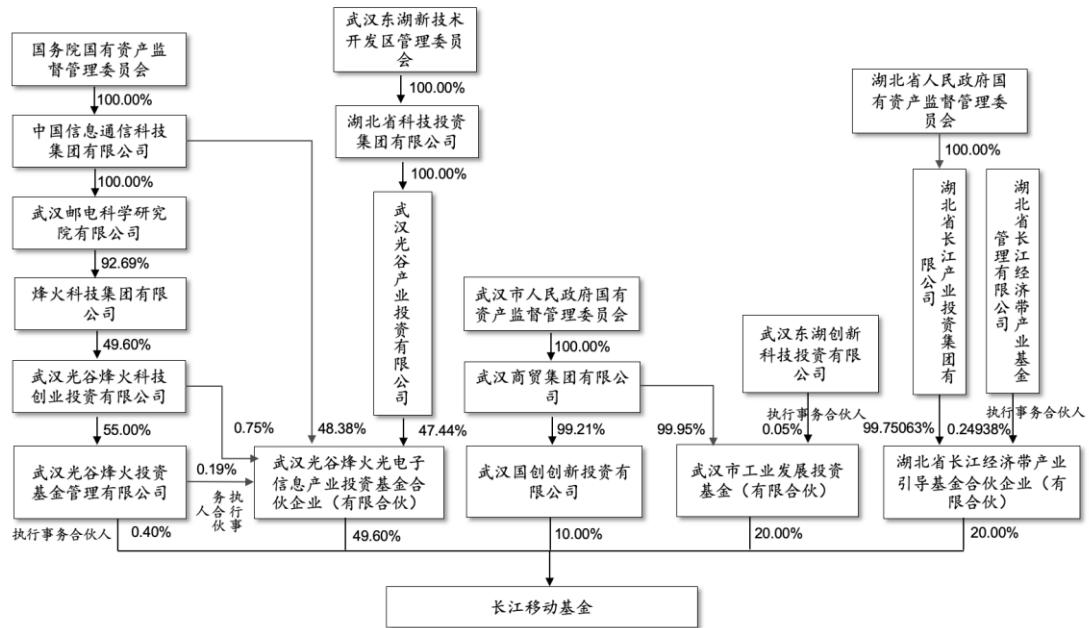 国务院国有资产监
督管理委员会
武汉东湖新技术
开发区管理委员
会
湖北省人民政府国
有资产监督管理委
员会
100.00%
100.00%
100.00%
中国信息通信科技
集团有限公司
湖北省科技投资
集团有限公司
100.00%
100.00%
武汉邮电科学研究
院有限公司
武汉光谷产业投资有限公司
湖北省长江产业投资集团有
限公司
湖北省长江经济带产业基金
管理有限公司
92.69%
烽火科技集团有限
公司
武汉市人民政府国有
资产监督管理委员会
武汉东湖创新
科技投资有限
公司
49.60%
100.00%
武汉光谷烽火科技
创业投资有限公司
武汉商贸集团有限公
司
55.00%
0.75%
48.38%
47.44%
99.21%
99.95%
执行事务合伙人
0.05%
99.75063%
0.24938%
执行事务合伙人
武汉光谷烽火投资
基金管理有限公司
0.19%
执行事
务合伙
人
武汉光谷烽火光电子
信息产业投资基金合
伙企业（有限合伙）
武汉国创创新投资有
限公司
武汉市工业发展投资
基金（有限合伙）
湖北省长江经济带产业
引导基金合伙企业（有
限合伙）
执行事务合伙人
0.40%
49.60%
10.00%
20.00%
20.00%
长江移动基金